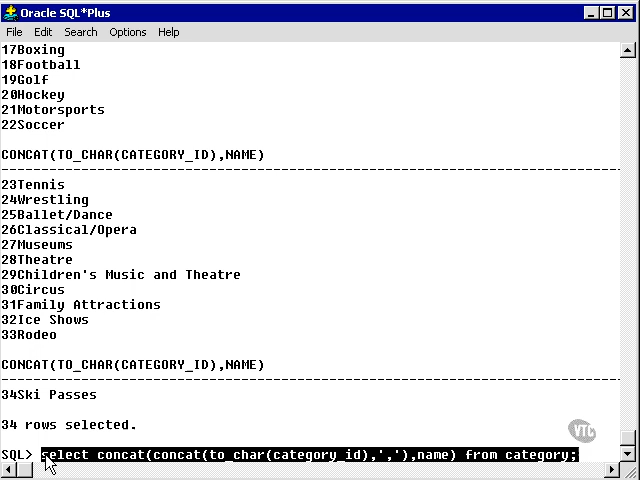 Oracle SQL*Plus
File Edit Search Options Help
17Boxing
18Football
19Golf
20Hockey
21Motorsports
22Soccer
CONCAT(TO_CHAR(CATEGORY_ID),NAME)
--------------------------------------------------------------------------------
23Tennis
24Wrestling
25Ballet/Dance
26Classical/Opera
27Museums
28Theatre
29Children's Music and Theatre
30Circus
31Family Attractions
32Ice Shows
33Rodeo
CONCAT(TO_CHAR(CATEGORY_ID),NAME)
--------------------------------------------------------------------------------
34Ski Passes
34 rows selected.
VTC
SQL> select concat(concat(to_char(category_id),','),name) from category;